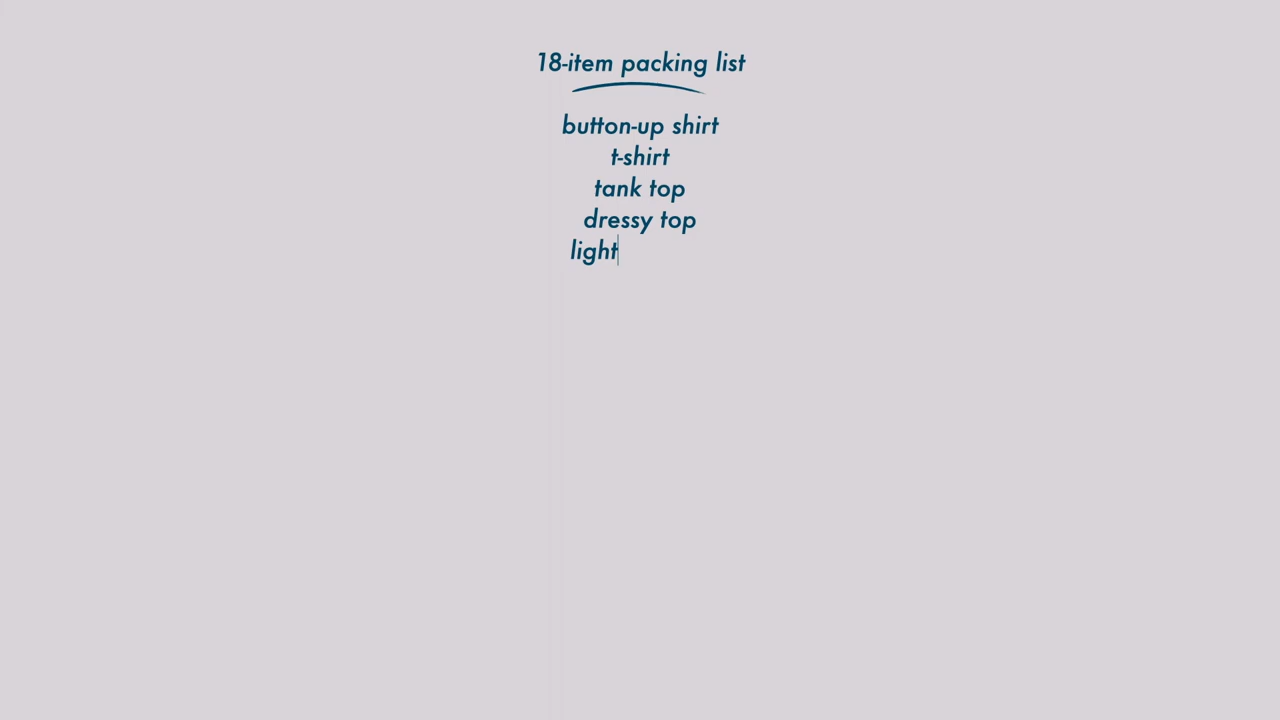 18-item packing list
button-up shirt
t-shirt
tank top
dressy top
light